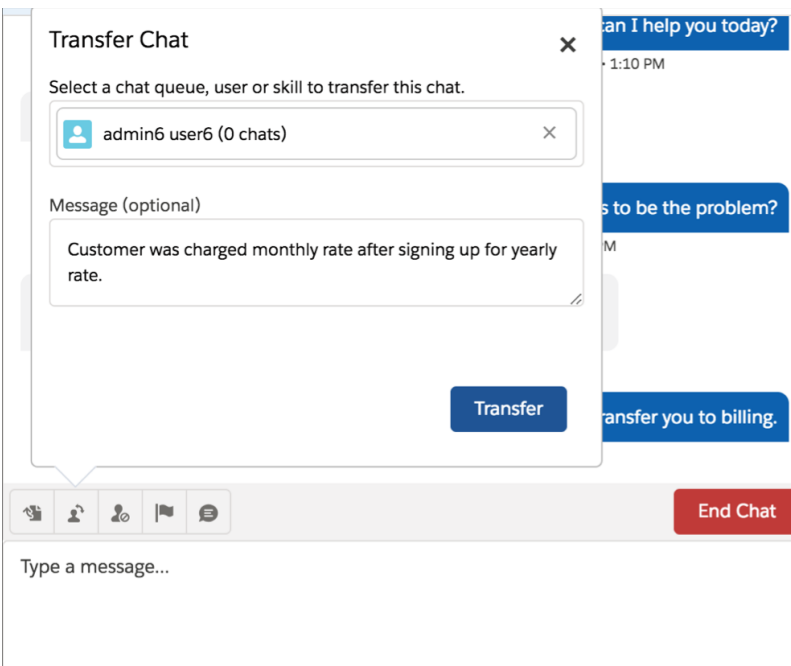 Transfer Chat
can I help you today?
• 1:10 PM
Select a chat queue, user or skill to transfer this chat.
admin6 user6 (0 chats)
Message (optional)
to be the problem?
Customer was charged monthly rate after signing up for yearly
rate.
Transfer
you to billing.
End Chat
Type a message...